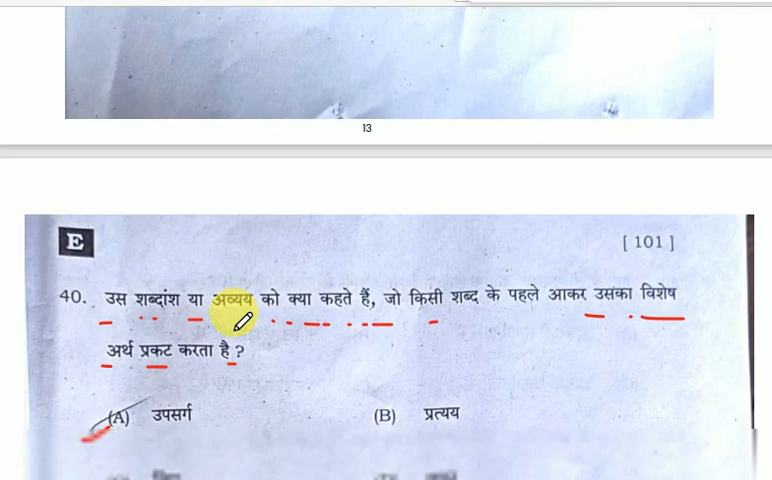 13
E
[ 101 ]
40. उस शब्दांश या अव्यय को क्या कहते हैं, जो किसी शब्द के पहले आकर उसका विशेष
अर्थ प्रकट करता है ?
(A) उपसर्ग (B) प्रत्यय